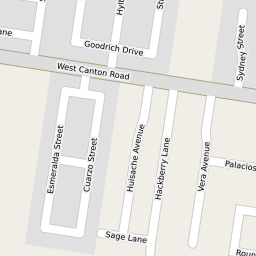 Goodrich Drive
West Canton Road
Sydney Street
Esmeralda Street
Cuarzo Street
Huisache Avenue
Hackberry Lane
Vera Avenue
Palacios
Sage Lane